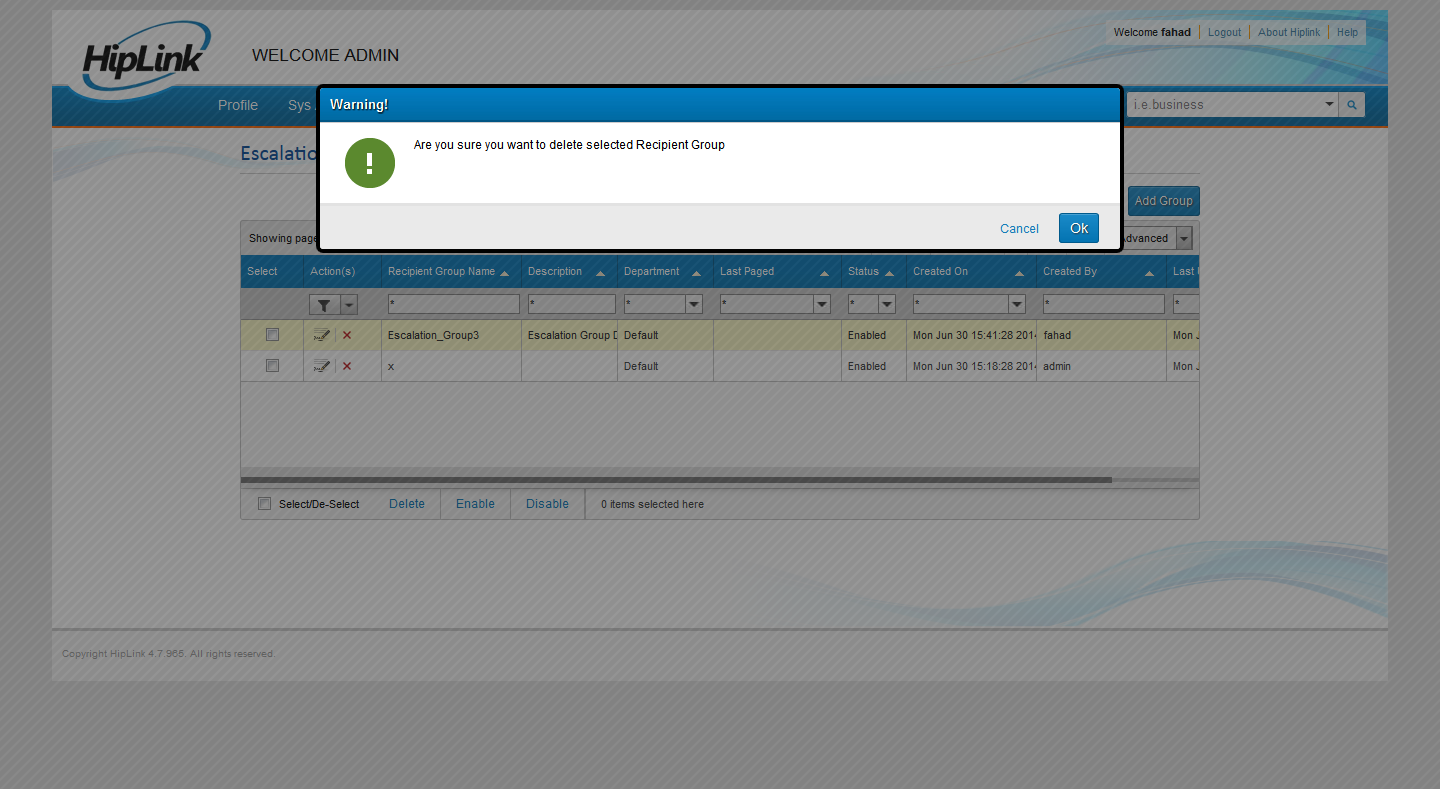 HipLink
WELCOME ADMIN
Welcome fahad
Logout
About Hiplink
Help
Profile
Sys
i.e.business
Warning!
Are you sure you want to delete selected Recipient Group
Cancel
Ok
Add Group
Showing page
Advanced
Select
Action(s)
Recipient Group Name
Description
Department
Last Paged
Status
Created On
Created By
Last
*
*
*
*
*
*
*
*
Escalation_Group3
Escalation Group D
Default
Enabled
Mon Jun 30 15:41:28 2014
fahad
Mon J
x
Default
Enabled
Mon Jun 30 15:18:28 2014
admin
Mon J
Select/De-Select
Delete
Enable
Disable
0 items selected here
Copyright HipLink 4.7.965. All rights reserved.